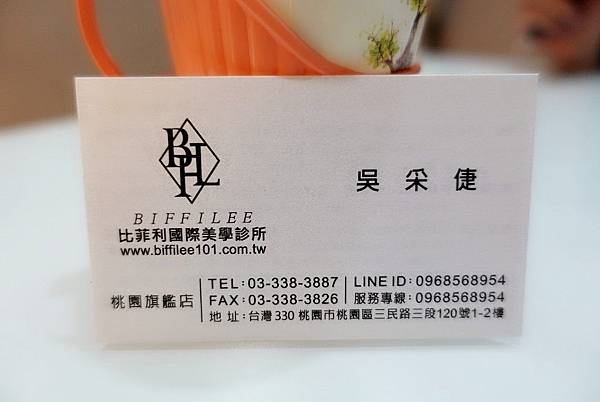 BHL
BIFFILEE
比菲利國際美學診所
www.biffilee101.com.tw
吳采倢
桃園旗艦店
TEL:03-338-3887
FAX:03-338-3826
LINE ID:0968568954
服務專線:0968568954
地址:台灣330桃園市桃園區三民路三段120號1-2樓